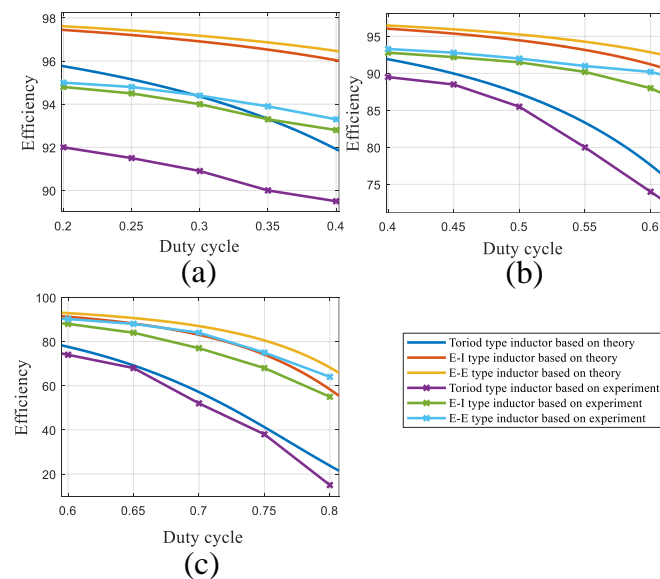 98
96
94
92
90
Efficiency
0.2 0.25 0.3 0.35 0.4
Duty cycle
(a)
95
90
85
80
75
Efficiency
0.4 0.45 0.5 0.55 0.6
Duty cycle
(b)
100
80
60
40
20
Efficiency
0.6 0.65 0.7 0.75 0.8
Duty cycle
(c)
Toriod type inductor based on theory
E-I type inductor based on theory
E-E type inductor based on theory
Toriod type inductor based on experiment
E-I type inductor based on experiment
E-E type inductor based on experiment